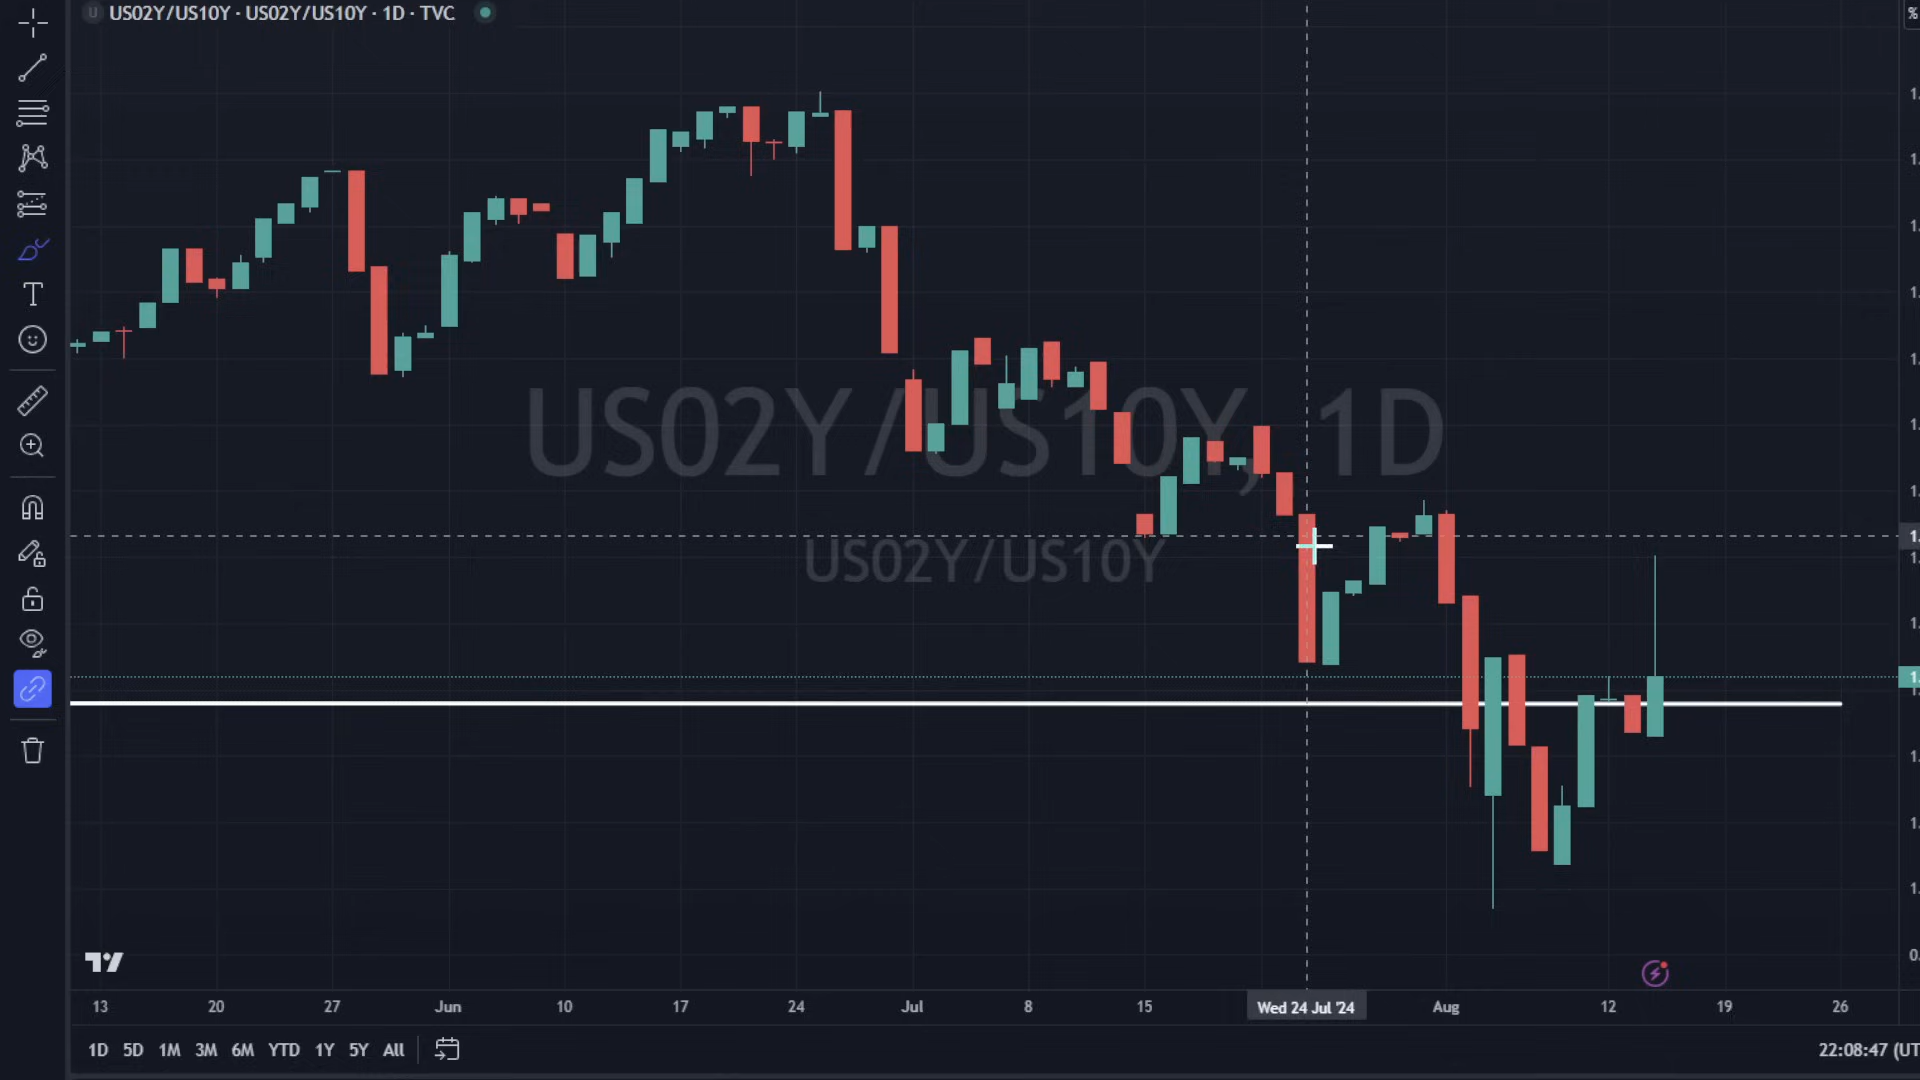 U US02Y/US10Y · US02Y/US10Y · 1D · TVC
%
US02Y/US10Y, 1D
US02Y/US10Y
13 20 27 Jun 10 17 24 Jul 8 15 Wed 24 Jul '24 Aug 12 19 26
1D 5D 1M 3M 6M YTD 1Y 5Y All
22:08:47 (UT